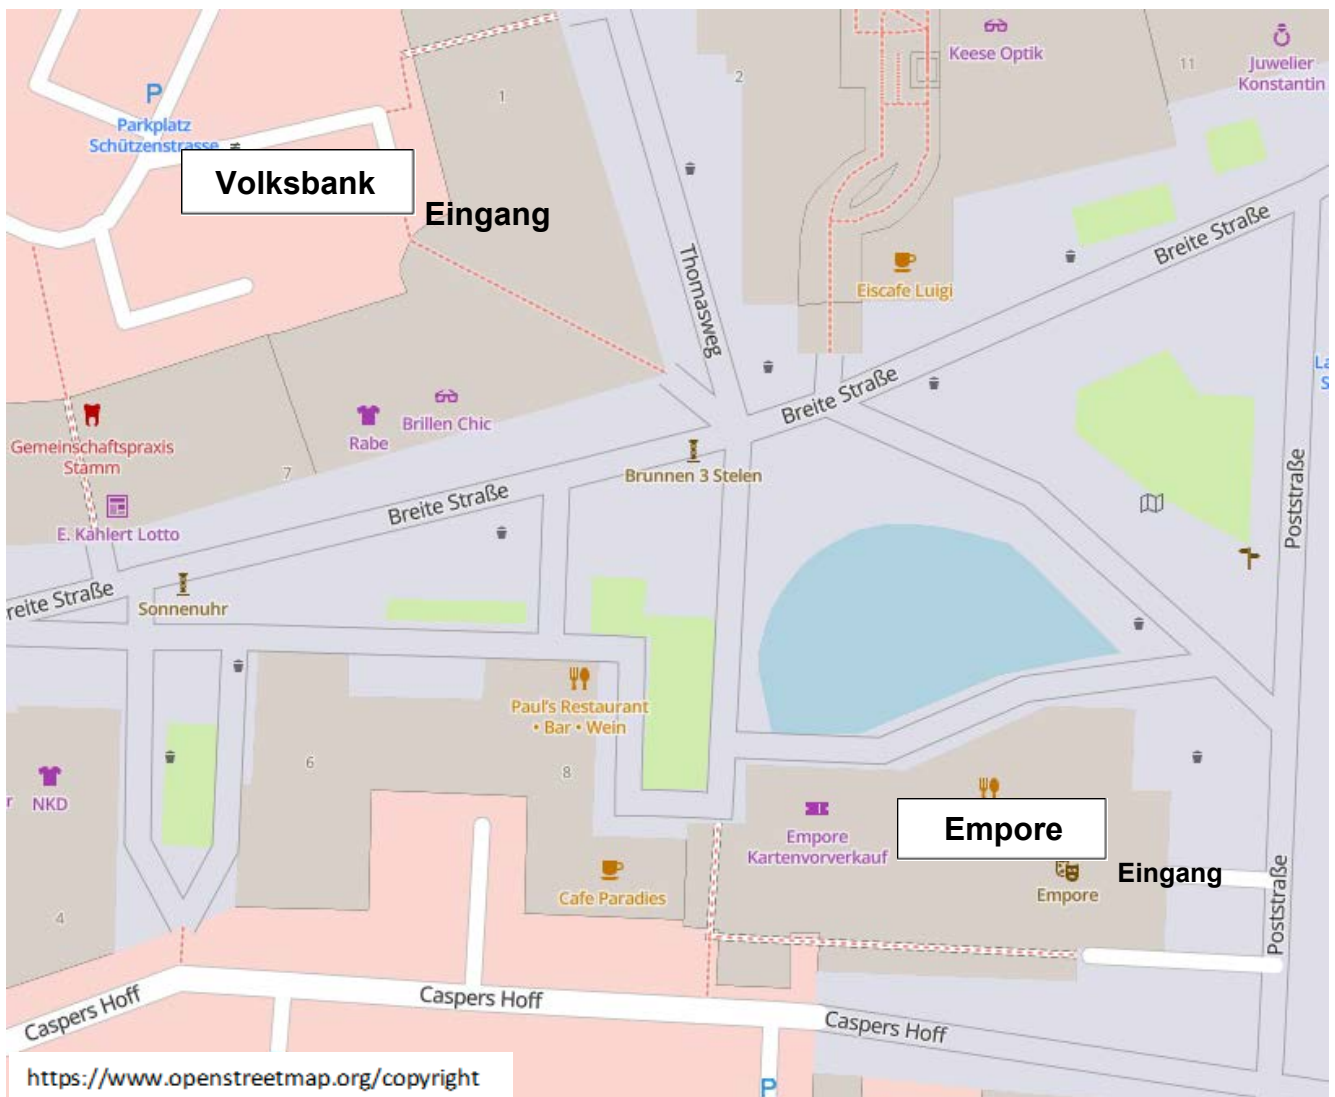 1
2
Keese Optik
11
Juwelier
Konstantin
P
Parkplatz
Schützenstrasse
Volksbank
Eingang
Thomasweg
Breite Straße
Eiscafe Luigi
Breite Straße
Brillen Chic
Rabe
Gemeinschaftspraxis
Stamm
7
Brunnen 3 Stelen
Breite Straße
E. Kahlert Lotto
Poststraße
La
S
reite Straße
Sonnenuhr
Paul's Restaurant
• Bar • Wein
6
8
r
NKD
Empore
Kartenvorverkauf
Empore
Eingang
Empore
Cafe Paradies
4
Poststraße
Caspers Hoff
Caspers Hoff
Caspers Hoff
https://www.openstreetmap.org/copyright
P